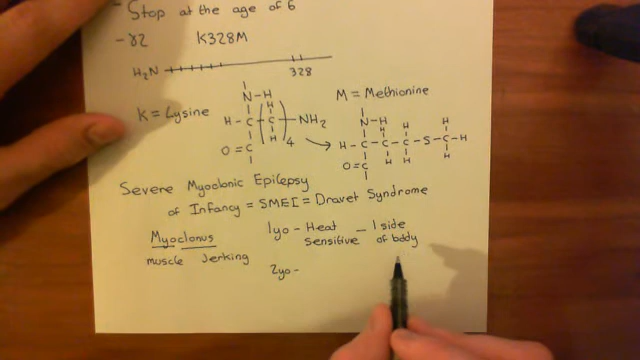 - Stop at the age of 6
- γ2 K328M
H₂N 328
K = Lysine
N-H
H
H-C-(C)-NH₂
H 4
O=C
M = Methionine
N-H
H H H
H-C-C-C-S-C-H
H H H
O=C
Severe Myoclonic Epilepsy
of Infancy = SMEI = Dravet Syndrome
Myoclonus
muscle Jerking
1yo - Heat sensitive - 1 side of body
2yo -